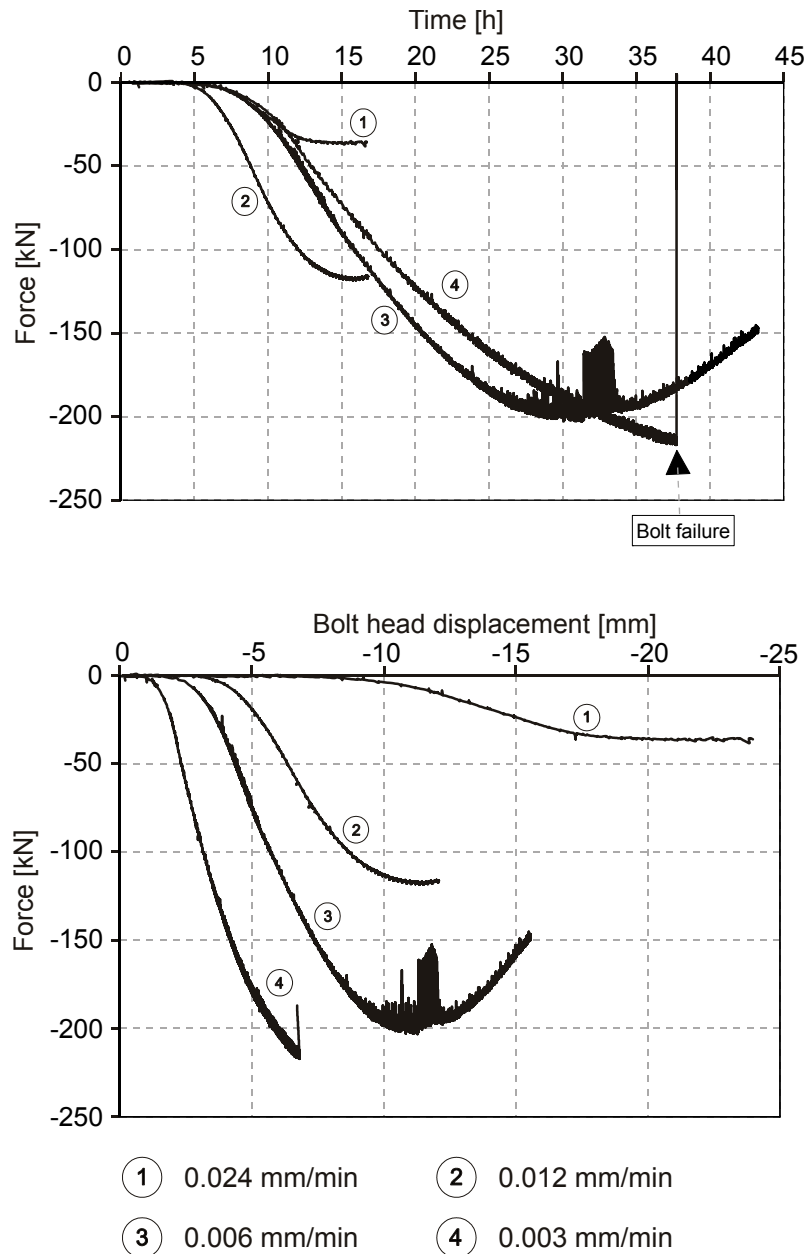 Time [h]
0 5 10 15 20 25 30 35 40 45
0
-50
-100
-150
-200
-250
Force [kN]
1
2
3
4
Bolt failure
Bolt head displacement [mm]
0 -5 -10 -15 -20 -25
0
-50
-100
-150
-200
-250
Force [kN]
1
2
3
4
1 0.024 mm/min 2 0.012 mm/min
3 0.006 mm/min 4 0.003 mm/min